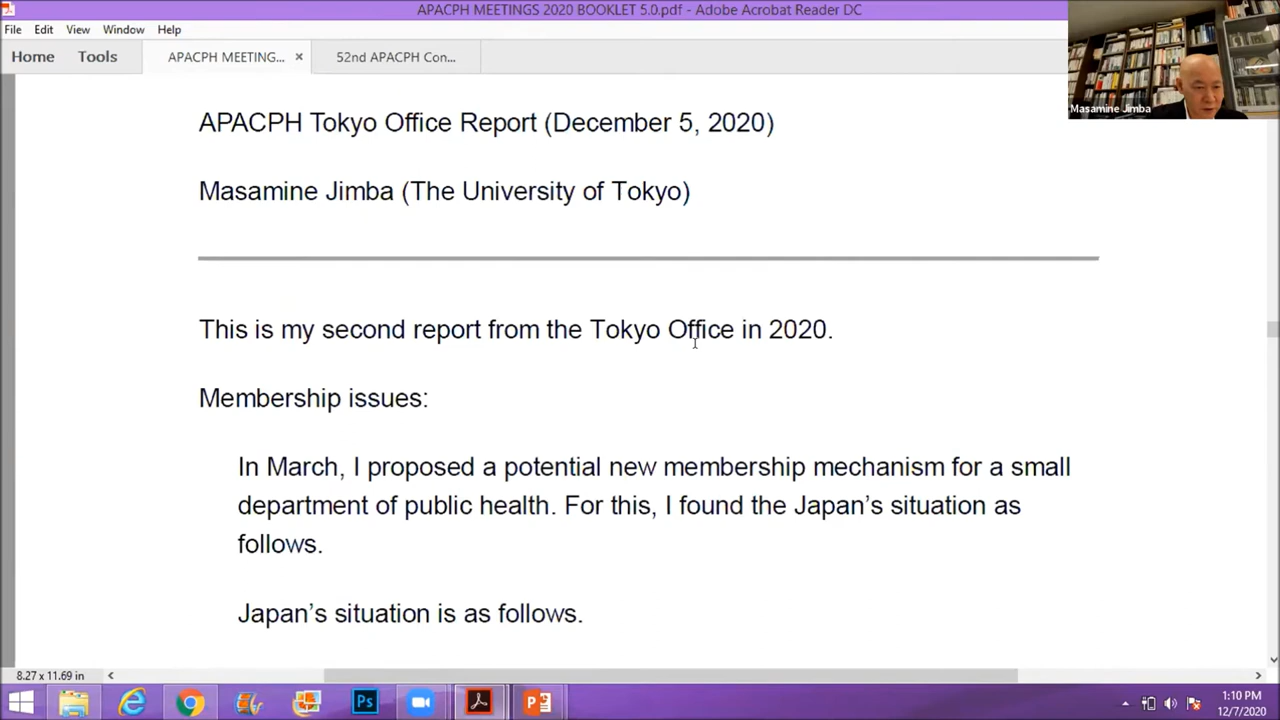 APACPH MEETINGS 2020 BOOKLET 5.0.pdf - Adobe Acrobat Reader DC
File Edit View Window Help
Home Tools APACPH MEETING... × 52nd APACPH Con...
Masamine Jimba
APACPH Tokyo Office Report (December 5, 2020)
Masamine Jimba (The University of Tokyo)
This is my second report from the Tokyo Office in 2020.
Membership issues:
In March, I proposed a potential new membership mechanism for a small
department of public health. For this, I found the Japan’s situation as
follows.
Japan’s situation is as follows.
8.27 x 11.69 in
Ps
1:10 PM
12/7/2020